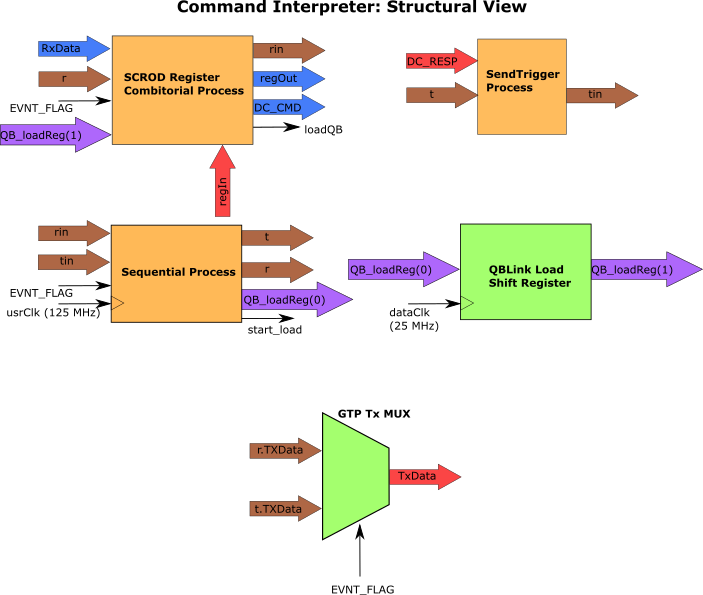 Command Interpreter: Structural View
RxData
r
EVNT_FLAG
QB_loadReg(1)
SCROD Register
Combitorial Process
rin
regOut
DC_CMD
loadQB
regIn
DC_RESP
t
SendTrigger
Process
tin
rin
tin
EVNT_FLAG
usrClk (125 MHz)
Sequential Process
t
r
QB_loadReg(0)
start_load
QB_loadReg(0)
dataClk
(25 MHz)
QBLink Load
Shift Register
QB_loadReg(1)
GTP Tx MUX
r.TXData
t.TXData
TxData
EVNT_FLAG